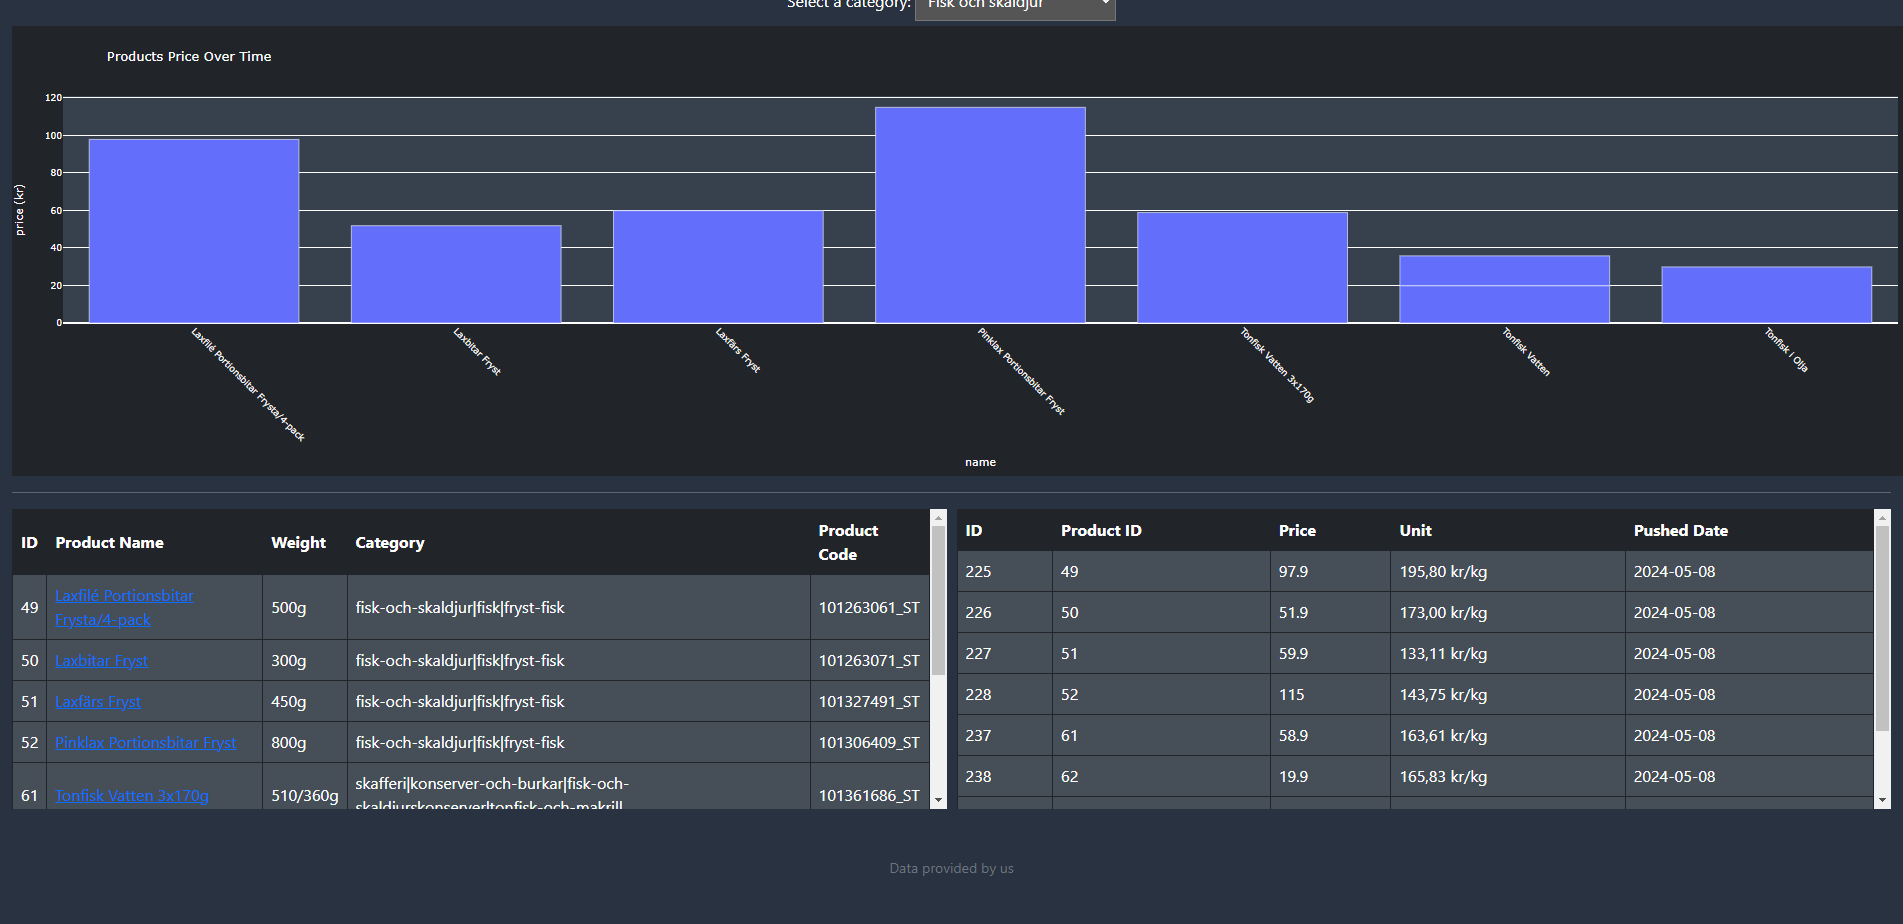 Select a category: Fisk och skaldjur
Products Price Over Time
120
100
80
60
40
20
0
price (kr)
Laxfilé Portionsbitar Frysta/4-pack
Laxbitar Fryst
Laxfärs Fryst
Pinklax Portionsbitar Fryst
Tonfisk Vatten 3x170g
Tonfisk Vatten
Tonfisk i Olja
name
ID Product Name Weight Category Product
Code
49 Laxfilé Portionsbitar
Frysta/4-pack 500g fisk-och-skaldjur|fisk|fryst-fisk 101263061_ST
50 Laxbitar Fryst 300g fisk-och-skaldjur|fisk|fryst-fisk 101263071_ST
51 Laxfärs Fryst 450g fisk-och-skaldjur|fisk|fryst-fisk 101327491_ST
52 Pinklax Portionsbitar Fryst 800g fisk-och-skaldjur|fisk|fryst-fisk 101306409_ST
61 Tonfisk Vatten 3x170g 510/360g skafferi|konserver-och-burkar|fisk-och-
skaldjurskonserver|tonfisk-och-makrill 101361686_ST
ID Product ID Price Unit Pushed Date
225 49 97.9 195,80 kr/kg 2024-05-08
226 50 51.9 173,00 kr/kg 2024-05-08
227 51 59.9 133,11 kr/kg 2024-05-08
228 52 115 143,75 kr/kg 2024-05-08
237 61 58.9 163,61 kr/kg 2024-05-08
238 62 19.9 165,83 kr/kg 2024-05-08
Data provided by us